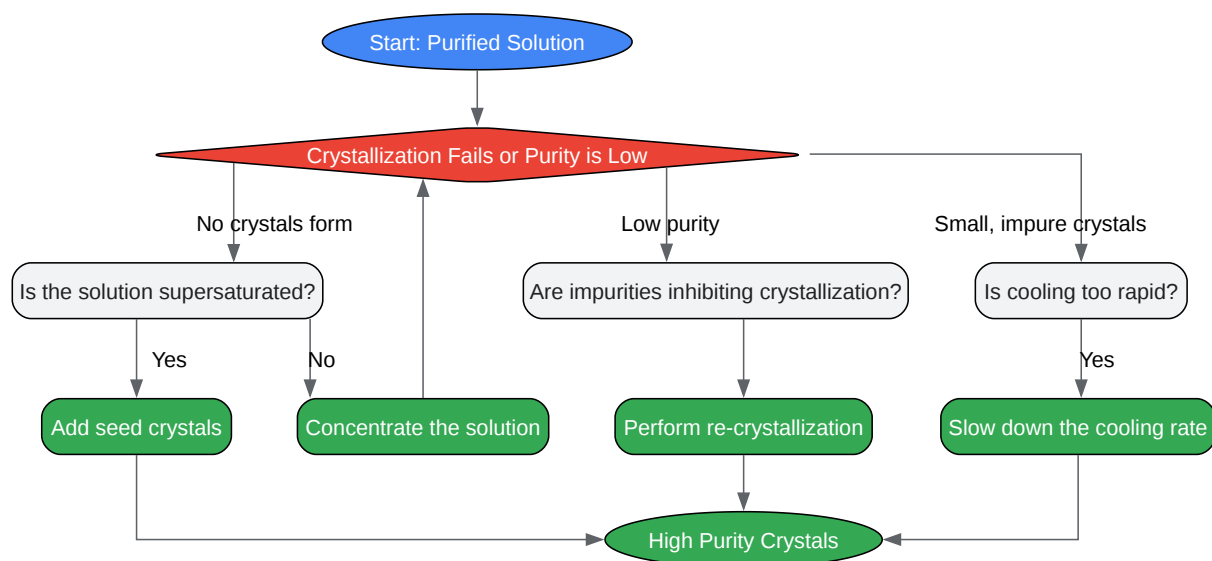 Start: Purified Solution
Crystallization Fails or Purity is Low
No crystals form
Low purity
Small, impure crystals
Is the solution supersaturated?
Are impurities inhibiting crystallization?
Is cooling too rapid?
Yes
No
Yes
Add seed crystals
Concentrate the solution
Perform re-crystallization
Slow down the cooling rate
High Purity Crystals